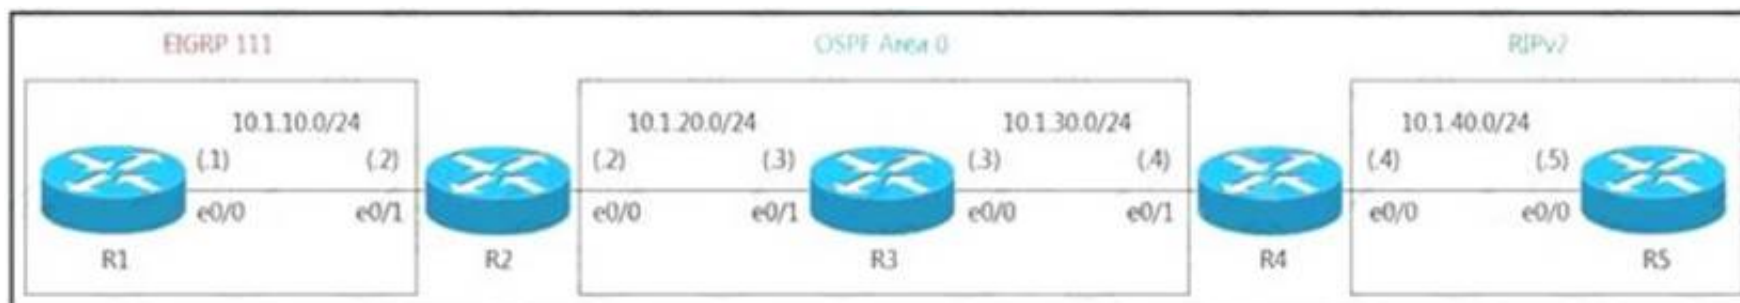 EIGRP 111 OSPF Area 0 RIPv2
10.1.10.0/24 10.1.20.0/24 10.1.30.0/24 10.1.40.0/24
(.1) (.2) (.2) (.3) (.3) (.4) (.4) (.5)
e0/0 e0/1 e0/0 e0/1 e0/0 e0/1 e0/0 e0/0
R1 R2 R3 R4 R5